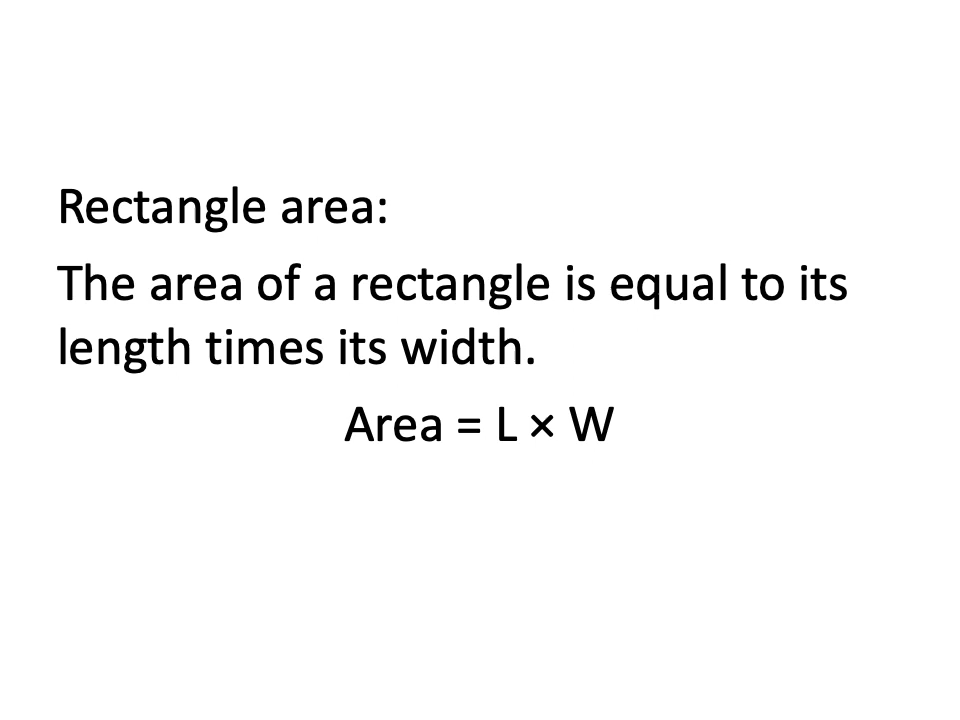 Rectangle area:
The area of a rectangle is equal to its
length times its width.
Area = L × W